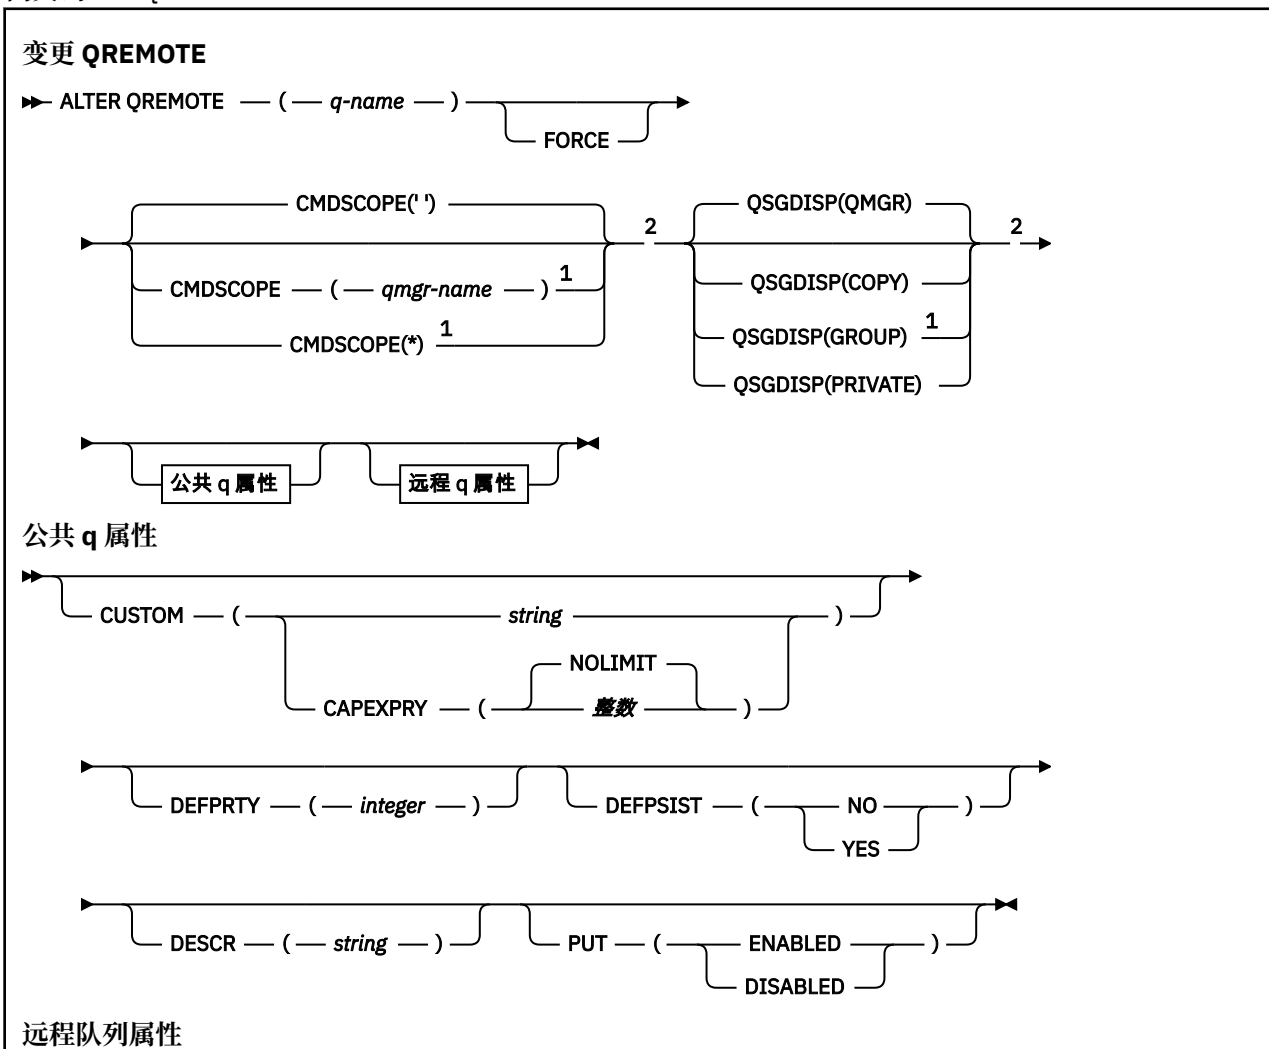 变更 QREMOTE
ALTER QREMOTE ( q-name )
FORCE
CMDSCOPE(' ')
CMDSCOPE ( qmgr-name ) 1
CMDSCOPE(*) 1
2
QSGDISP(QMGR)
QSGDISP(COPY)
QSGDISP(GROUP) 1
QSGDISP(PRIVATE)
2
公共 q 属性
远程 q 属性
公共 q 属性
CUSTOM ( string )
CAPEXPRY ( NOLIMIT
整数 )
DEFPRTY ( integer )
DEFPSIST ( NO )
YES
DESCR ( string )
PUT ( ENABLED )
DISABLED
远程队列属性